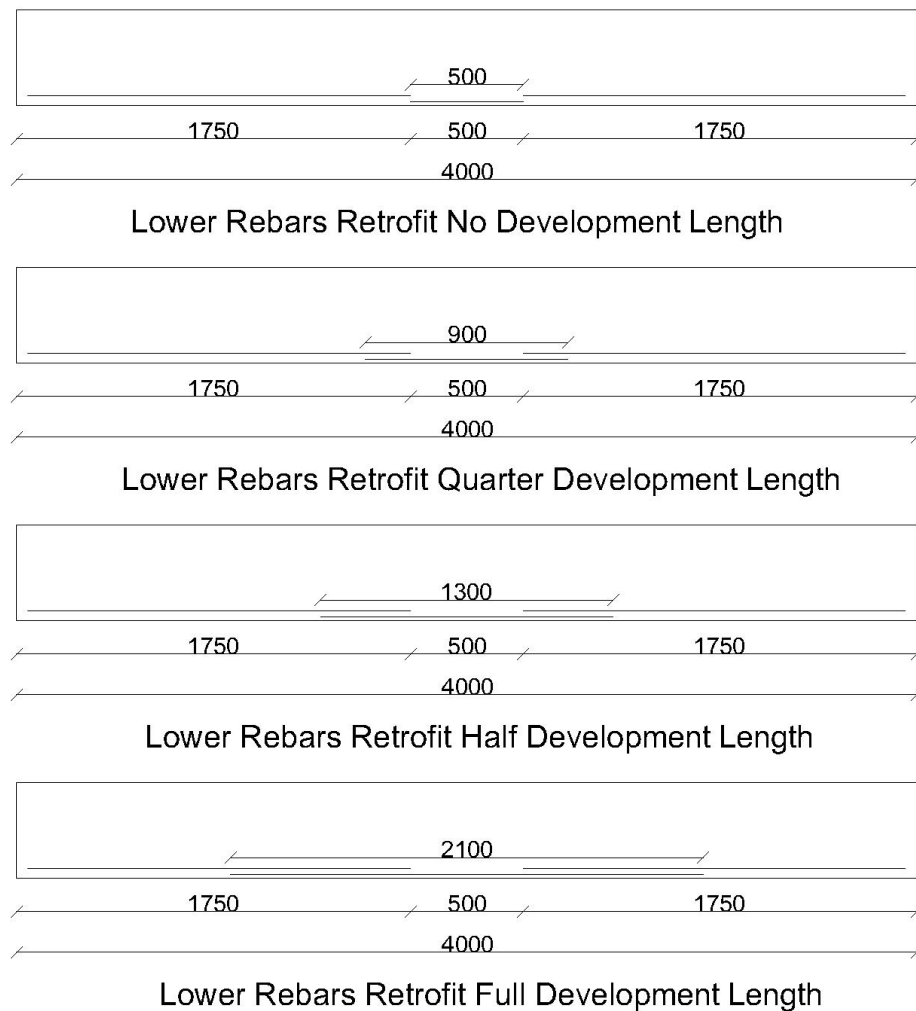 500
1750 500 1750
4000
Lower Rebars Retrofit No Development Length
900
1750 500 1750
4000
Lower Rebars Retrofit Quarter Development Length
1300
1750 500 1750
4000
Lower Rebars Retrofit Half Development Length
2100
1750 500 1750
4000
Lower Rebars Retrofit Full Development Length